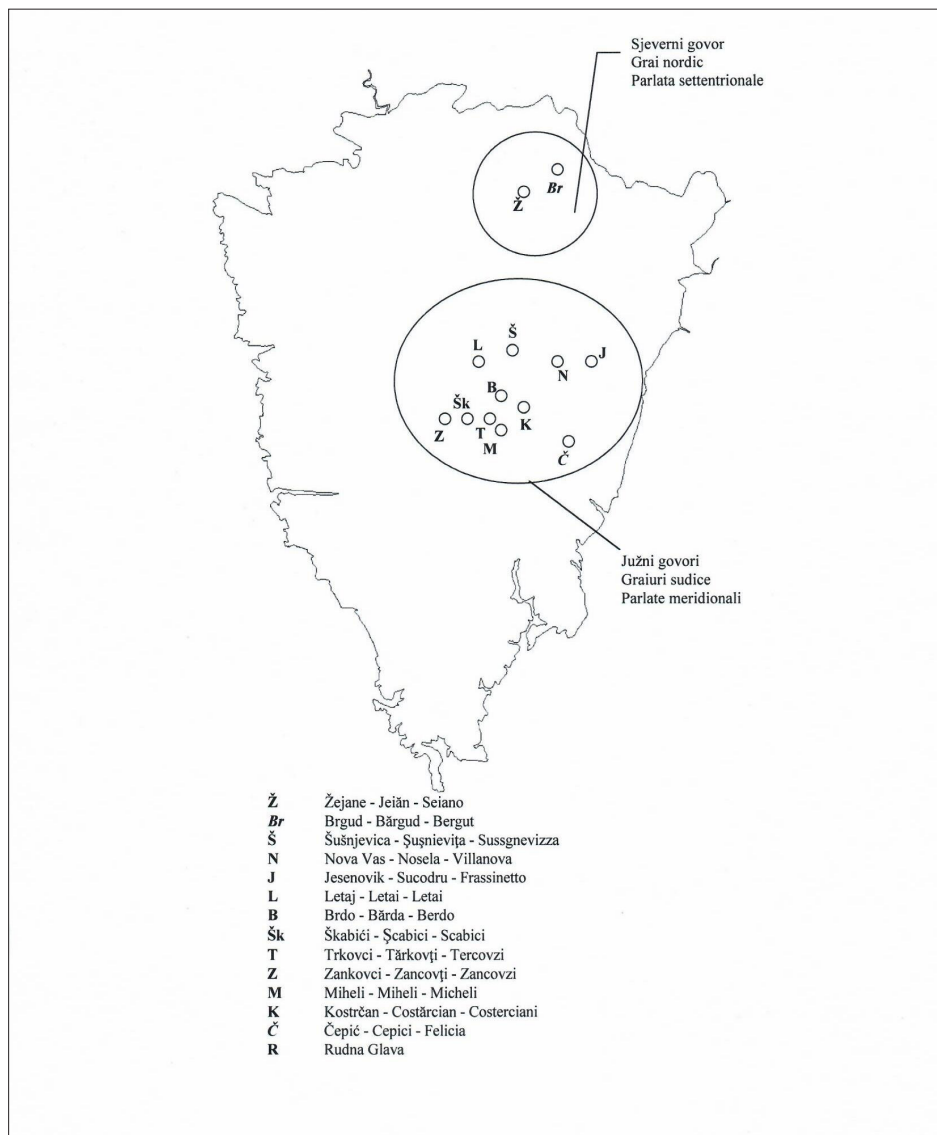 Sjeverni govor
Grai nordic
Parlata settentrionale
Br
Ž
Š
L
J
N
B
Šk
K
Z
T
M
Č
Južni govori
Graiuri sudice
Parlate meridionali
Ž Žejane - Jeiăn - Seiano
Br Brgud - Bărgud - Bergut
Š Šušnjevica - Şuşnieviţa - Sussgnevizza
N Nova Vas - Nosela - Villanova
J Jesenovik - Sucodru - Frassinetto
L Letaj - Letai - Letai
B Brdo - Bărda - Berdo
Šk Škabići - Şcabici - Scabici
T Trkovci - Tărkovţi - Tercovzi
Z Zankovci - Zancovţi - Zancovzi
M Miheli - Miheli - Micheli
K Kostrčan - Costărcian - Costerciani
Č Čepić - Cepici - Felicia
R Rudna Glava